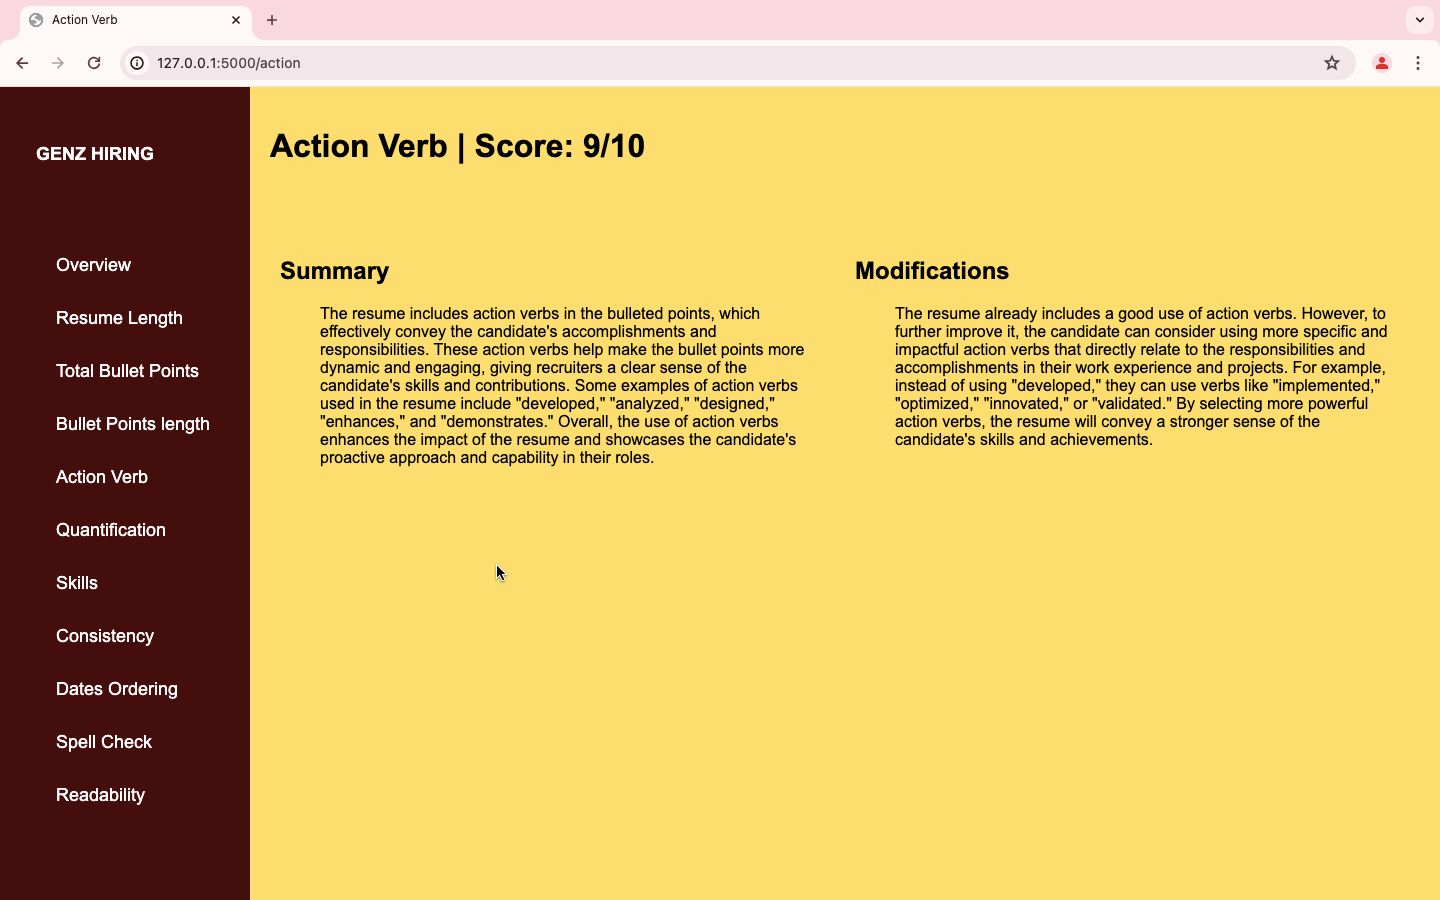 Action Verb
127.0.0.1:5000/action
GENZ HIRING
Overview
Resume Length
Total Bullet Points
Bullet Points length
Action Verb
Quantification
Skills
Consistency
Dates Ordering
Spell Check
Readability
Action Verb | Score: 9/10
Summary
The resume includes action verbs in the bulleted points, which
effectively convey the candidate's accomplishments and
responsibilities. These action verbs help make the bullet points more
dynamic and engaging, giving recruiters a clear sense of the
candidate's skills and contributions. Some examples of action verbs
used in the resume include "developed," "analyzed," "designed,"
"enhances," and "demonstrates." Overall, the use of action verbs
enhances the impact of the resume and showcases the candidate's
proactive approach and capability in their roles.
Modifications
The resume already includes a good use of action verbs. However, to
further improve it, the candidate can consider using more specific and
impactful action verbs that directly relate to the responsibilities and
accomplishments in their work experience and projects. For example,
instead of using "developed," they can use verbs like "implemented,"
"optimized," "innovated," or "validated." By selecting more powerful
action verbs, the resume will convey a stronger sense of the
candidate's skills and achievements.